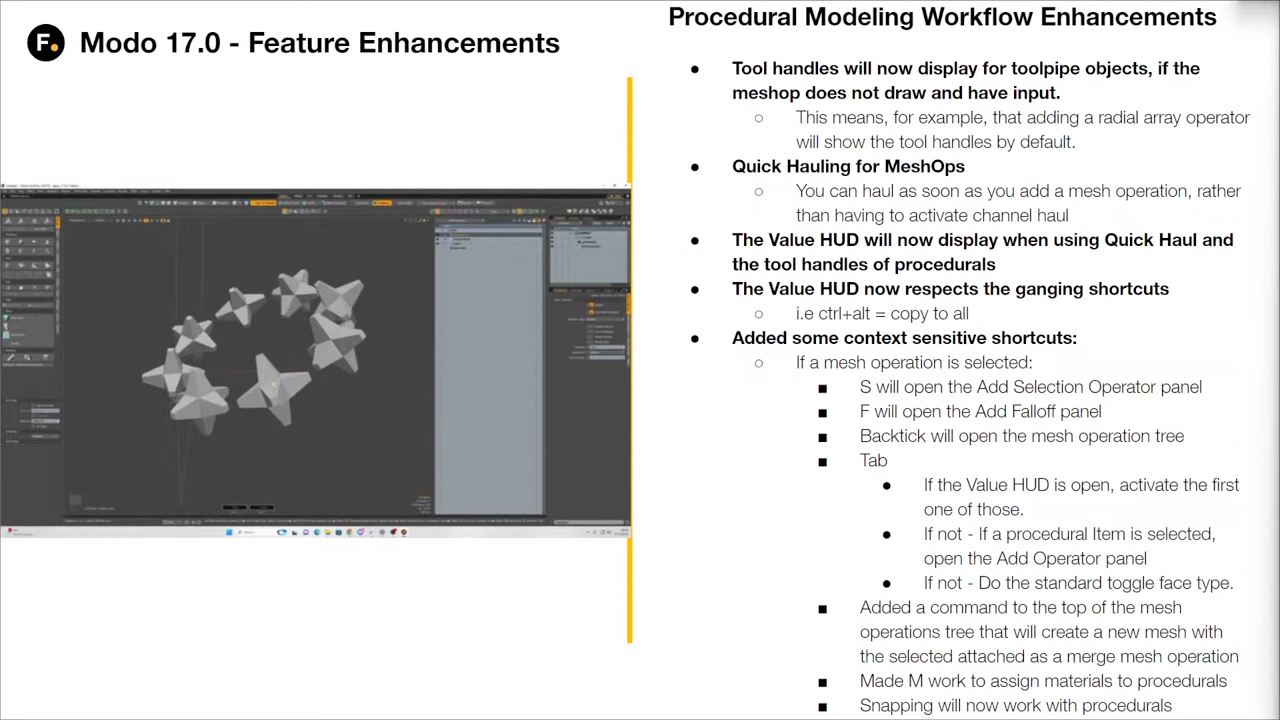 F.
Modo 17.0 - Feature Enhancements
Procedural Modeling Workflow Enhancements
● Tool handles will now display for toolpipe objects, if the
meshop does not draw and have input.
○ This means, for example, that adding a radial array operator
will show the tool handles by default.
● Quick Hauling for MeshOps
○ You can haul as soon as you add a mesh operation, rather
than having to activate channel haul
● The Value HUD will now display when using Quick Haul and
the tool handles of procedurals
● The Value HUD now respects the ganging shortcuts
○ i.e ctrl+alt = copy to all
● Added some context sensitive shortcuts:
○ If a mesh operation is selected:
■ S will open the Add Selection Operator panel
■ F will open the Add Falloff panel
■ Backtick will open the mesh operation tree
■ Tab
● If the Value HUD is open, activate the first
one of those.
● If not - If a procedural Item is selected,
open the Add Operator panel
● If not - Do the standard toggle face type.
■ Added a command to the top of the mesh
operations tree that will create a new mesh with
the selected attached as a merge mesh operation
■ Made M work to assign materials to procedurals
■ Snapping will now work with procedurals